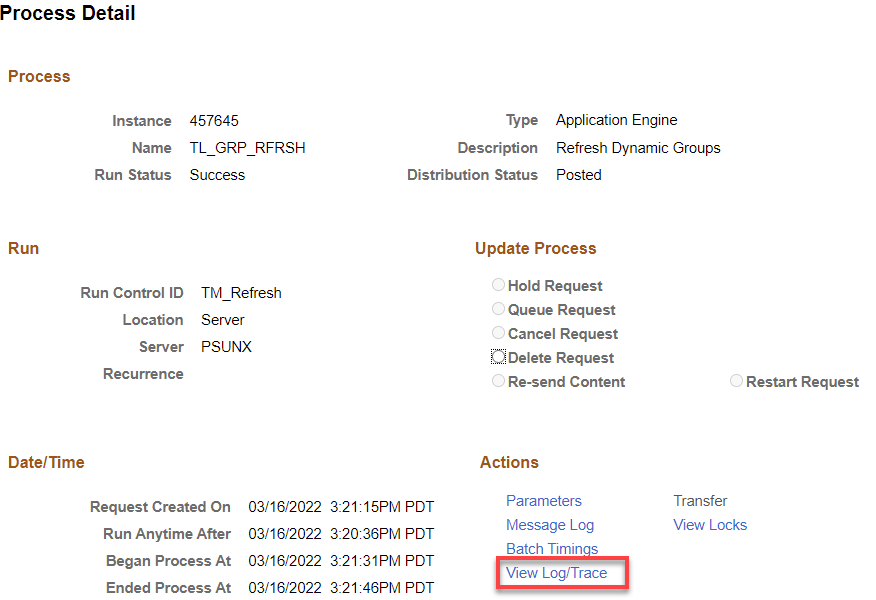 Process Detail
Process
Instance 457645 Type Application Engine
Name TL_GRP_RFRSH Description Refresh Dynamic Groups
Run Status Success Distribution Status Posted
Run Update Process
Hold Request
Run Control ID TM_Refresh
Queue Request
Location Server
Cancel Request
Server PSUNX
Delete Request
Recurrence
Re-send Content Restart Request
Date/Time Actions
Request Created On 03/16/2022 3:21:15PM PDT Parameters Transfer
Run Anytime After 03/16/2022 3:20:36PM PDT Message Log View Locks
Began Process At 03/16/2022 3:21:31PM PDT Batch Timings
Ended Process At 03/16/2022 3:21:46PM PDT View Log/Trace